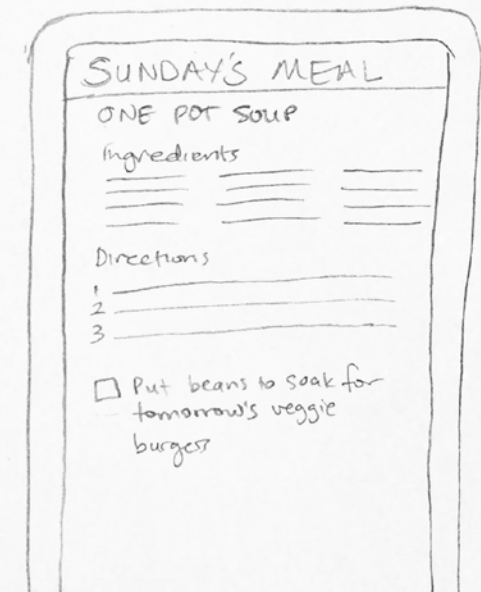 SUNDAY'S MEAL
ONE POT SOUP
Ingredients
Directions
1
2
3
Put beans to soak for
tomorrow's veggie
burgers